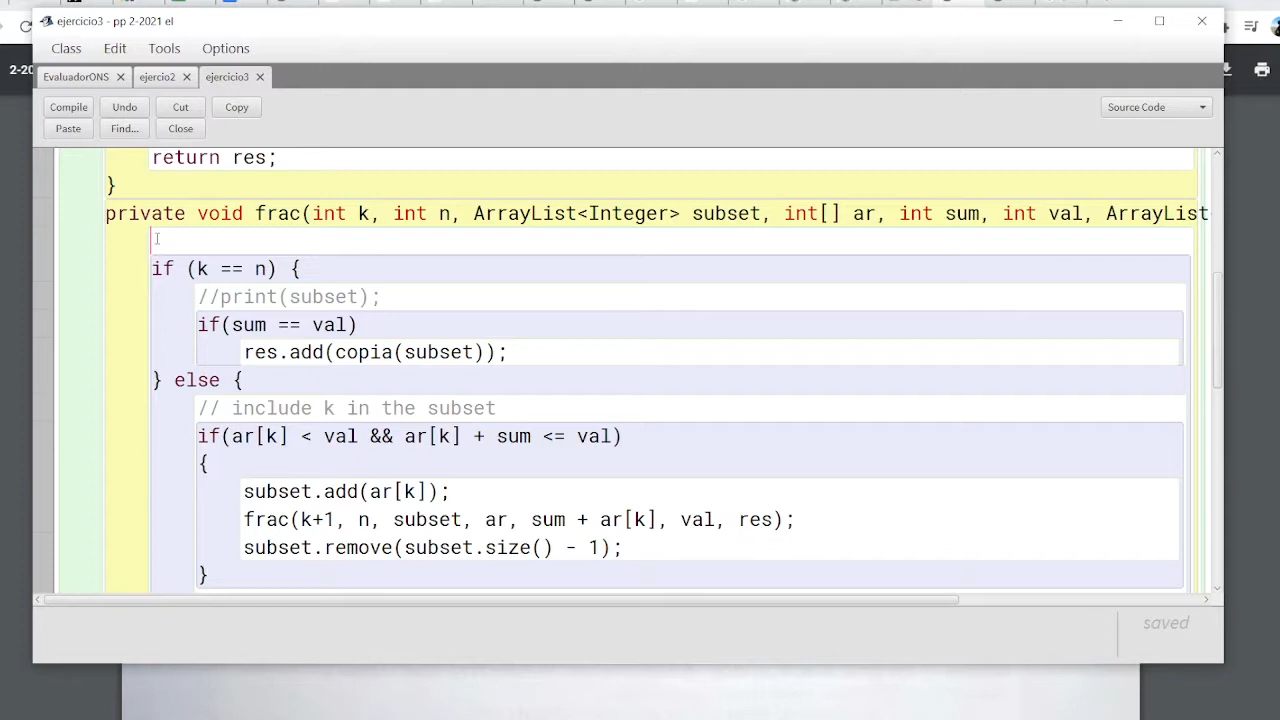 ejercicio3 - pp 2-2021 el
Class Edit Tools Options
2-20
EvaluadorONS ejercio2 ejercicio3
Compile Undo Cut Copy Source Code
Paste Find... Close
return res;
}
private void frac(int k, int n, ArrayList<Integer> subset, int[] ar, int sum, int val, ArrayList
if (k == n) {
//print(subset);
if(sum == val)
res.add(copia(subset));
} else {
// include k in the subset
if(ar[k] < val && ar[k] + sum <= val)
{
subset.add(ar[k]);
frac(k+1, n, subset, ar, sum + ar[k], val, res);
subset.remove(subset.size() - 1);
}
saved